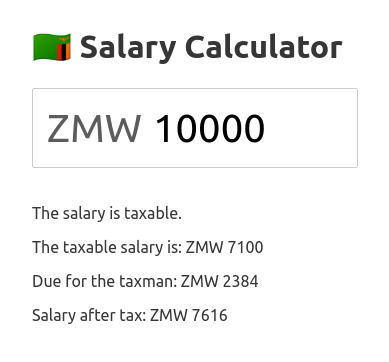 Salary Calculator
ZMW 10000
The salary is taxable.
The taxable salary is: ZMW 7100
Due for the taxman: ZMW 2384
Salary after tax: ZMW 7616